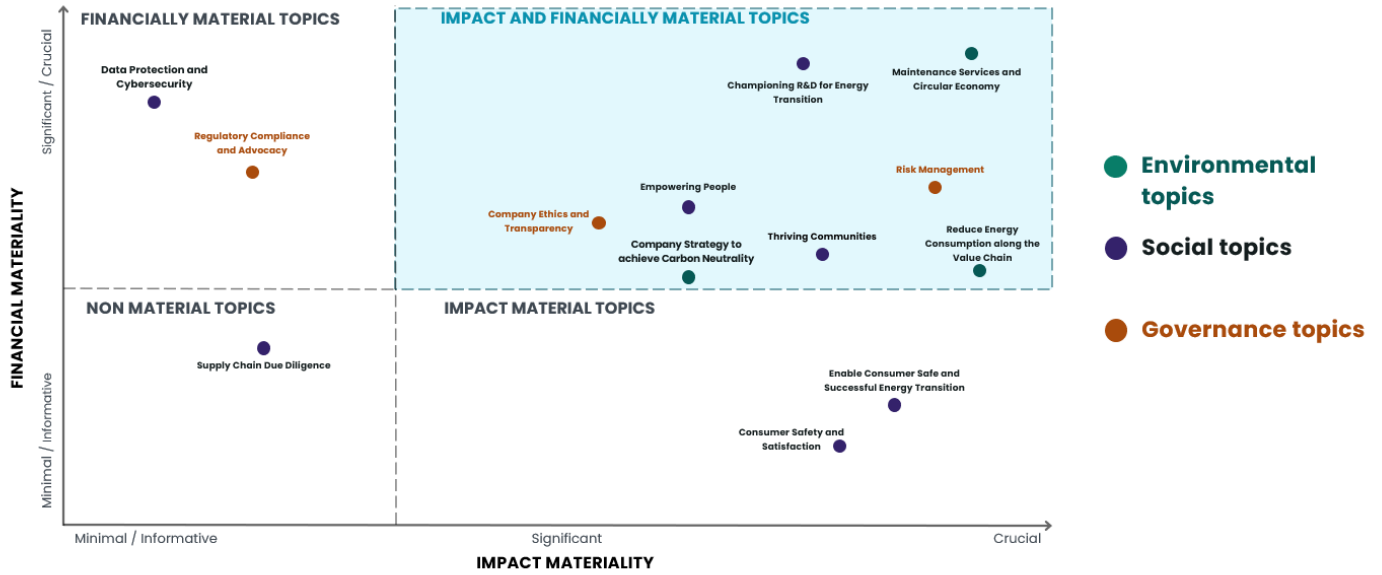 FINANCIALLY MATERIAL TOPICS
IMPACT AND FINANCIALLY MATERIAL TOPICS
Significant / Crucial
Data Protection and
Cybersecurity
Regulatory Compliance
and Advocacy
Championing R&D for Energy
Transition
Maintenance Services and
Circular Economy
Risk Management
Empowering People
Company Ethics and
Transparency
Thriving Communities
Company Strategy to
achieve Carbon Neutrality
Reduce Energy
Consumption along the
Value Chain
FINANCIAL MATERIALITY
NON MATERIAL TOPICS
IMPACT MATERIAL TOPICS
Supply Chain Due Diligence
Enable Consumer Safe and
Successful Energy Transition
Consumer Safety and
Satisfaction
Minimal / Informative
Minimal / Informative
Significant
Crucial
IMPACT MATERIALITY
Environmental
topics
Social topics
Governance topics